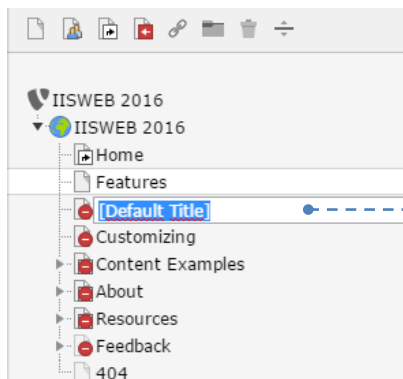 IISWEB 2016
IISWEB 2016
Home
Features
[Default Title]
Customizing
Content Examples
About
Resources
Feedback
404